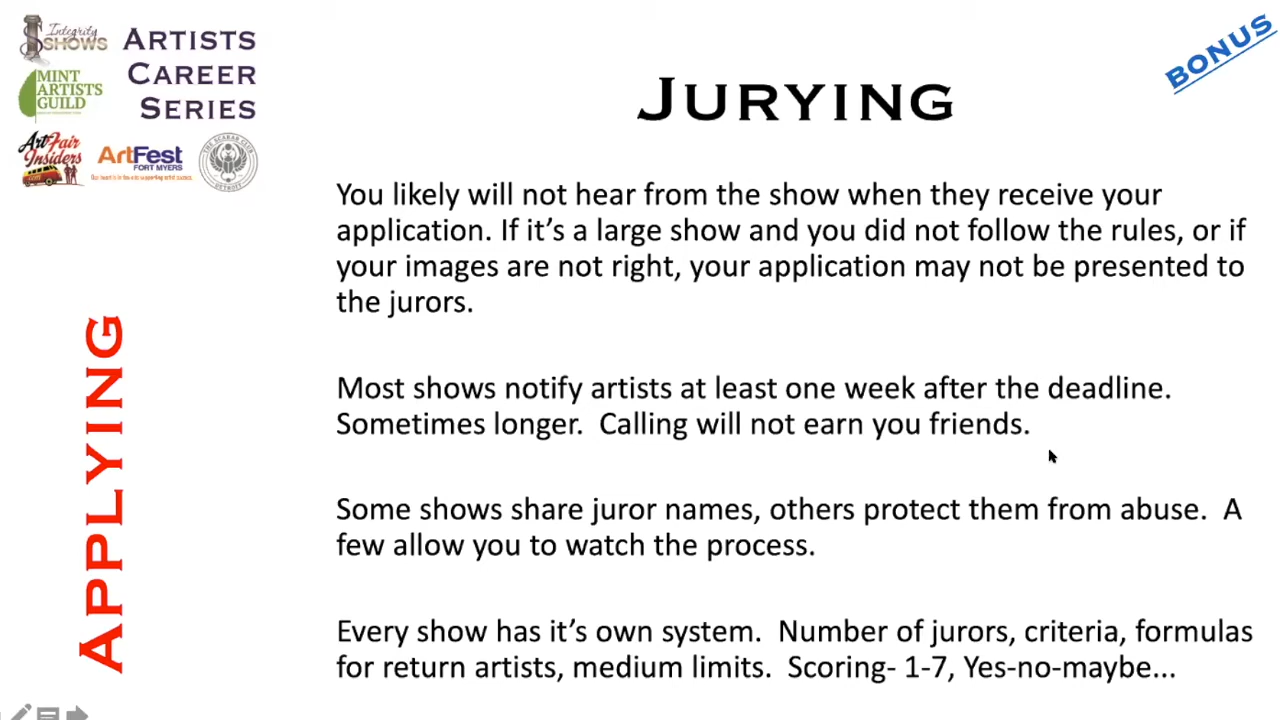 Integrity
SHOWS
MINT
ARTISTS
GUILD
ArtFair
Insiders
ArtFest
FORT MYERS
THE SCARAB CLUB
DETROIT
ARTISTS
CAREER
SERIES
BONUS
JURYING
APPLYING
You likely will not hear from the show when they receive your
application. If it’s a large show and you did not follow the rules, or if
your images are not right, your application may not be presented to
the jurors.
Most shows notify artists at least one week after the deadline.
Sometimes longer.  Calling will not earn you friends.
Some shows share juror names, others protect them from abuse.  A
few allow you to watch the process.
Every show has it’s own system.  Number of jurors, criteria, formulas
for return artists, medium limits.  Scoring- 1-7, Yes-no-maybe...